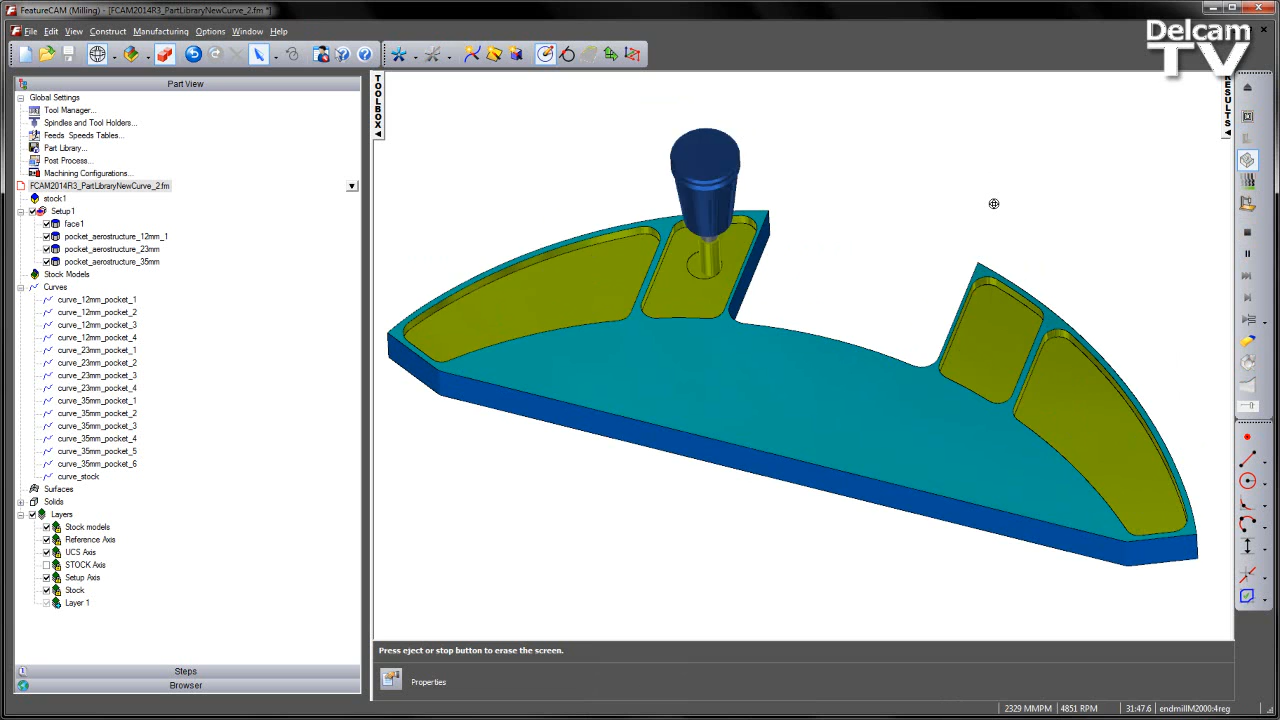 FeatureCAM (Milling) - [FCAM2014R3_PartLibraryNewCurve_2.fm *]
File Edit View Construct Manufacturing Options Window Help
Delcam
TV
Part View
Global Settings
Tool Manager...
Spindles and Tool Holders...
Feeds Speeds Tables...
Part Library...
Post Process...
Machining Configurations...
FCAM2014R3_PartLibraryNewCurve_2.fm
stock1
Setup1
face1
pocket_aerostructure_12mm_1
pocket_aerostructure_23mm
pocket_aerostructure_35mm
Stock Models
Curves
curve_12mm_pocket_1
curve_12mm_pocket_2
curve_12mm_pocket_3
curve_12mm_pocket_4
curve_23mm_pocket_1
curve_23mm_pocket_2
curve_23mm_pocket_3
curve_23mm_pocket_4
curve_35mm_pocket_1
curve_35mm_pocket_2
curve_35mm_pocket_3
curve_35mm_pocket_4
curve_35mm_pocket_5
curve_35mm_pocket_6
curve_stock
Surfaces
Solids
Layers
Stock models
Reference Axis
UCS Axis
STOCK Axis
Setup Axis
Stock
Layer 1
Steps
Browser
TOOLBOX
RESULTS
Press eject or stop button to erase the screen.
Properties
2329 MMPM 4851 RPM 31:47.6 endmillM2000:4reg